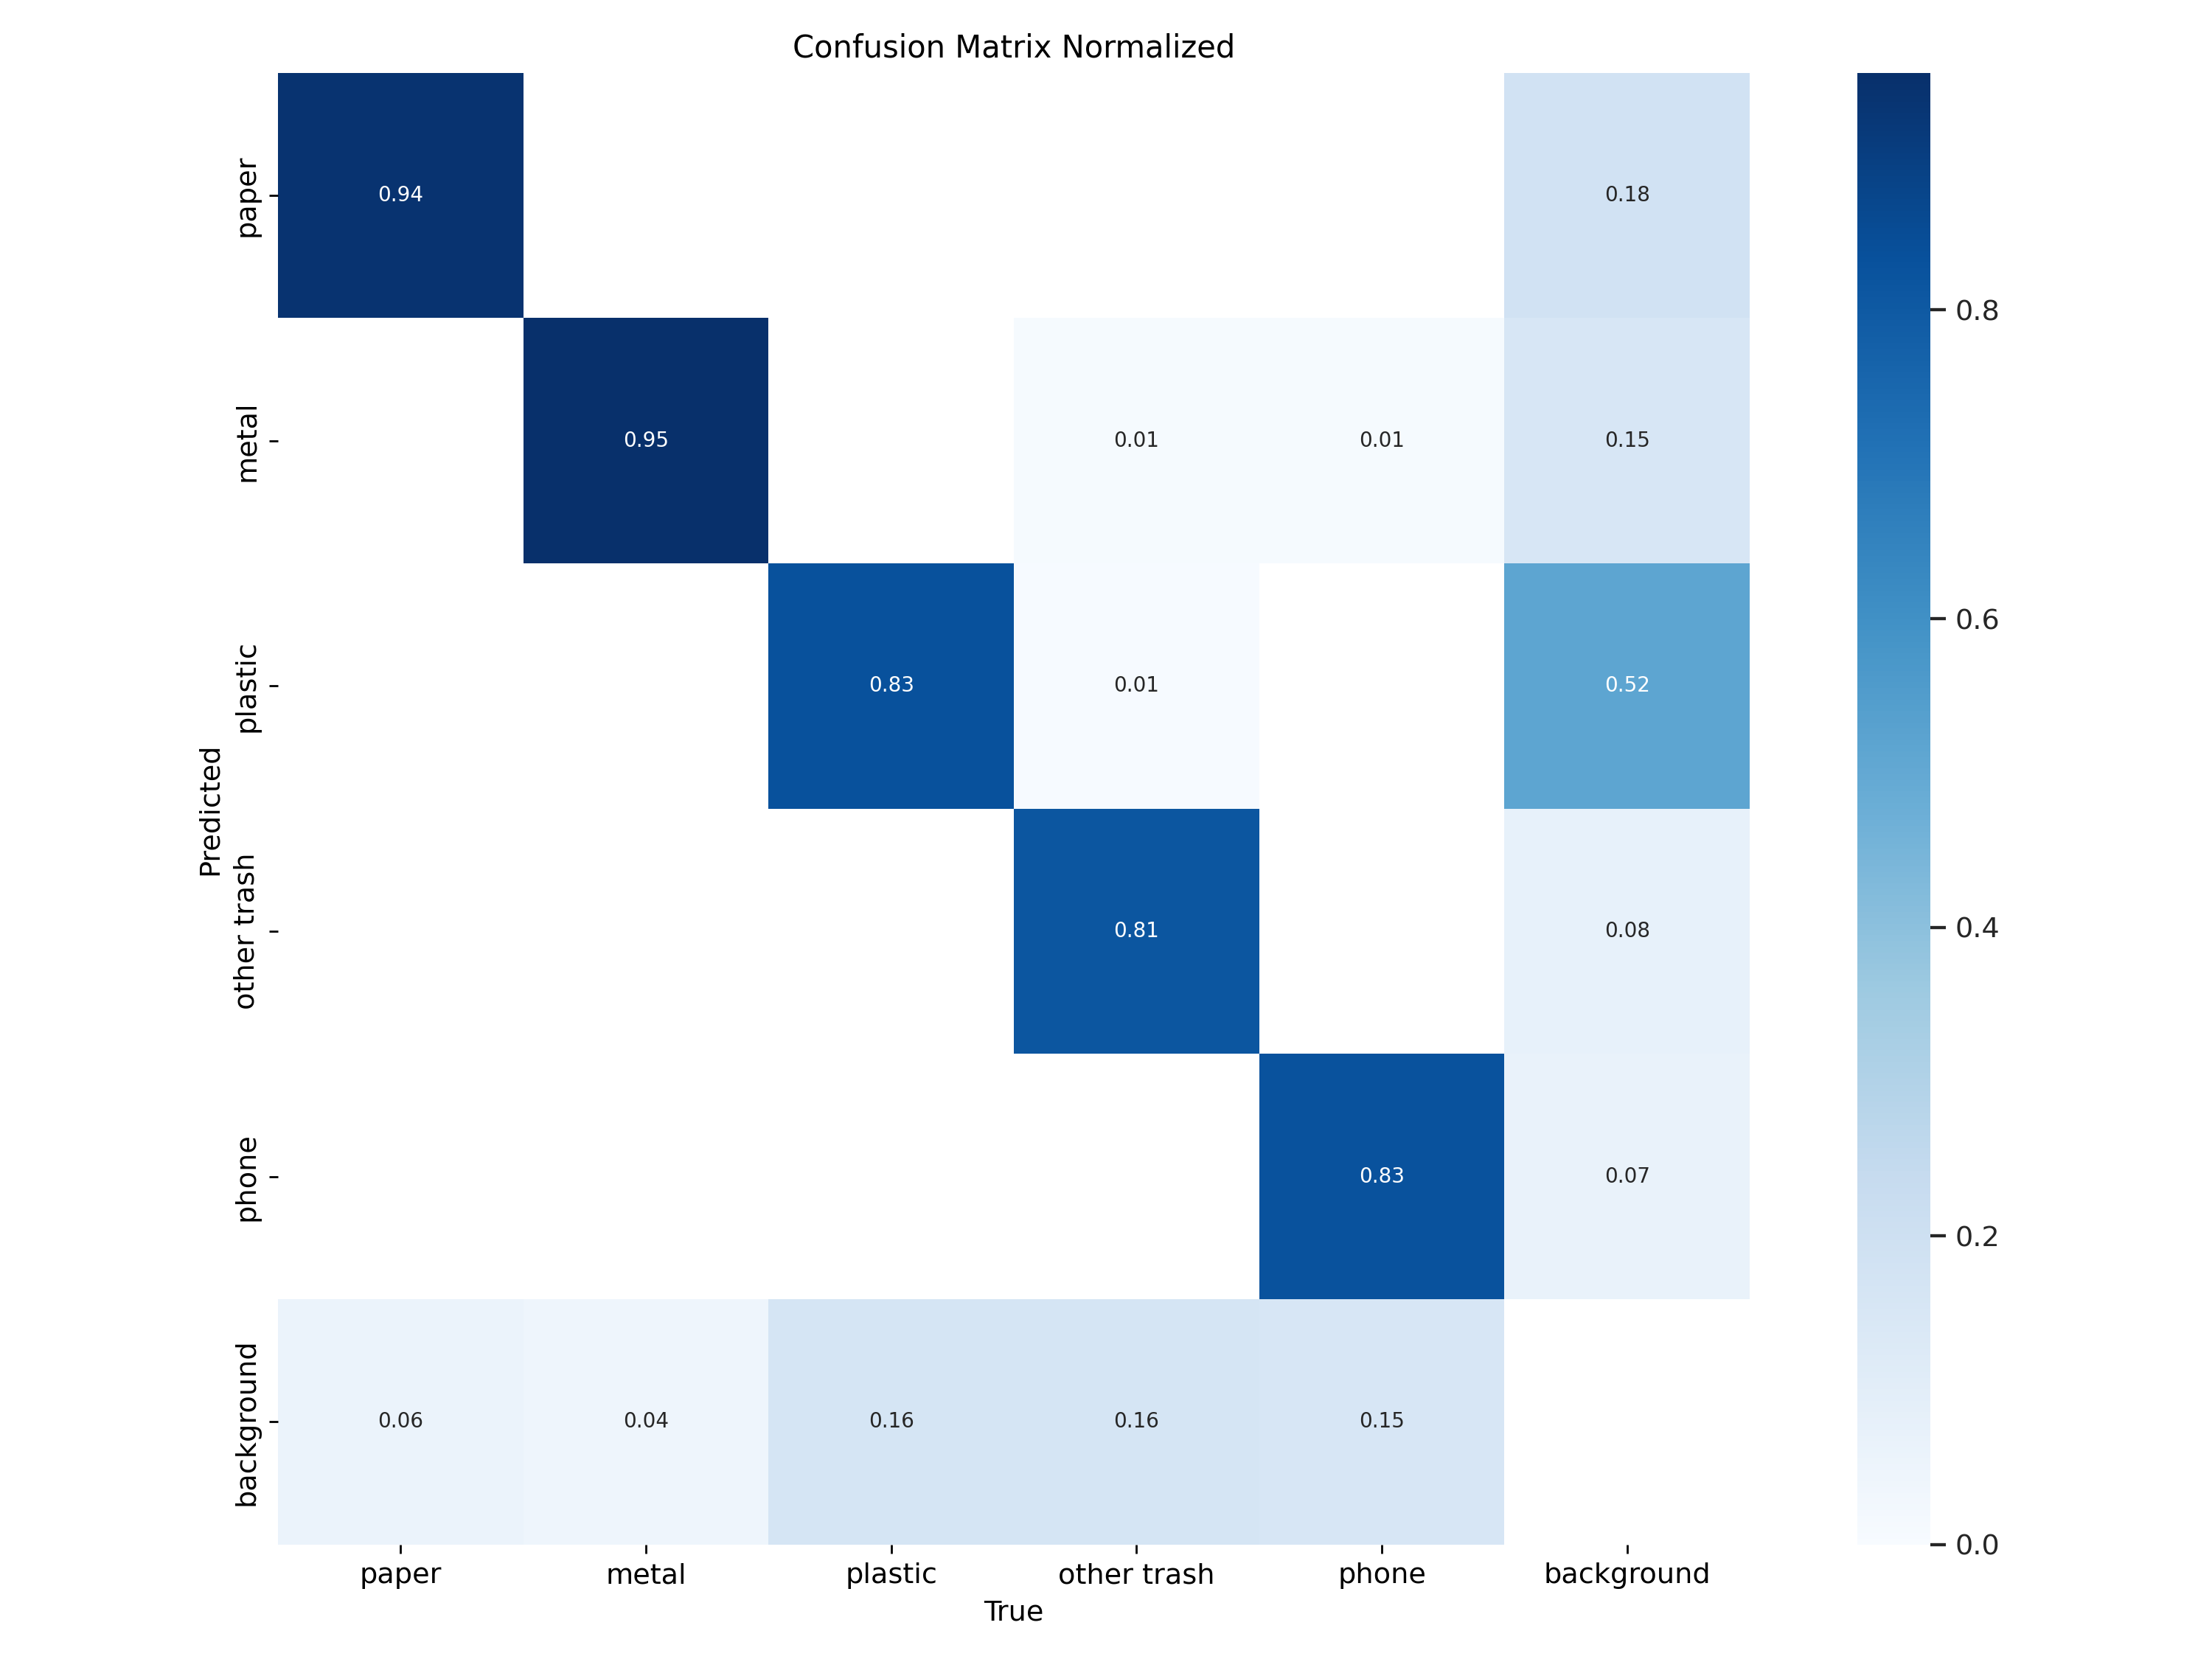 Confusion Matrix Normalized
paper
0.94
0.18
metal
0.95
0.01
0.01
0.15
0.8
plastic
0.83
0.01
0.52
0.6
Predicted
other trash
0.81
0.08
0.4
phone
0.83
0.07
0.2
background
0.06
0.04
0.16
0.16
0.15
0.0
paper
metal
plastic
other trash
phone
background
True